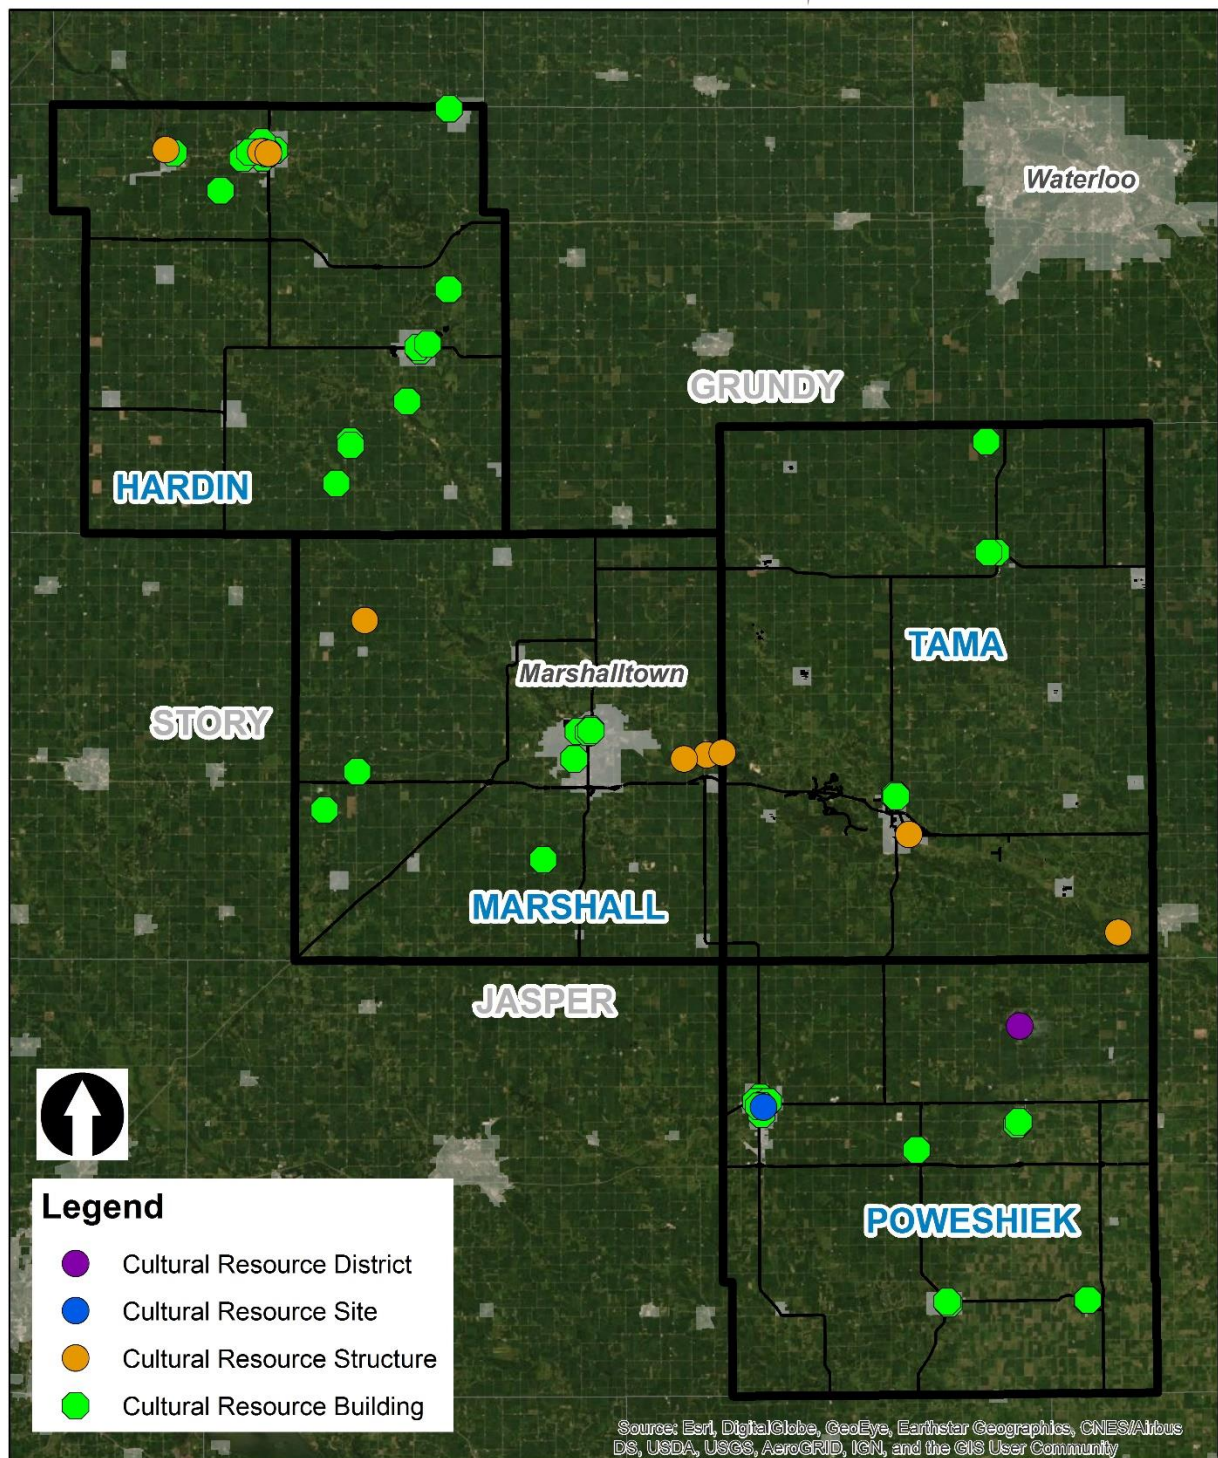 Waterloo
GRUNDY
HARDIN
TAMA
Marshalltown
STORY
MARSHALL
JASPER
POWESHIEK
Legend
Cultural Resource District
Cultural Resource Site
Cultural Resource Structure
Cultural Resource Building
Source: Esri, DigitalGlobe, GeoEye, Earthstar Geographics, CNES/Airbus
DS, USDA, USGS, AeroGRID, IGN, and the GIS User Community